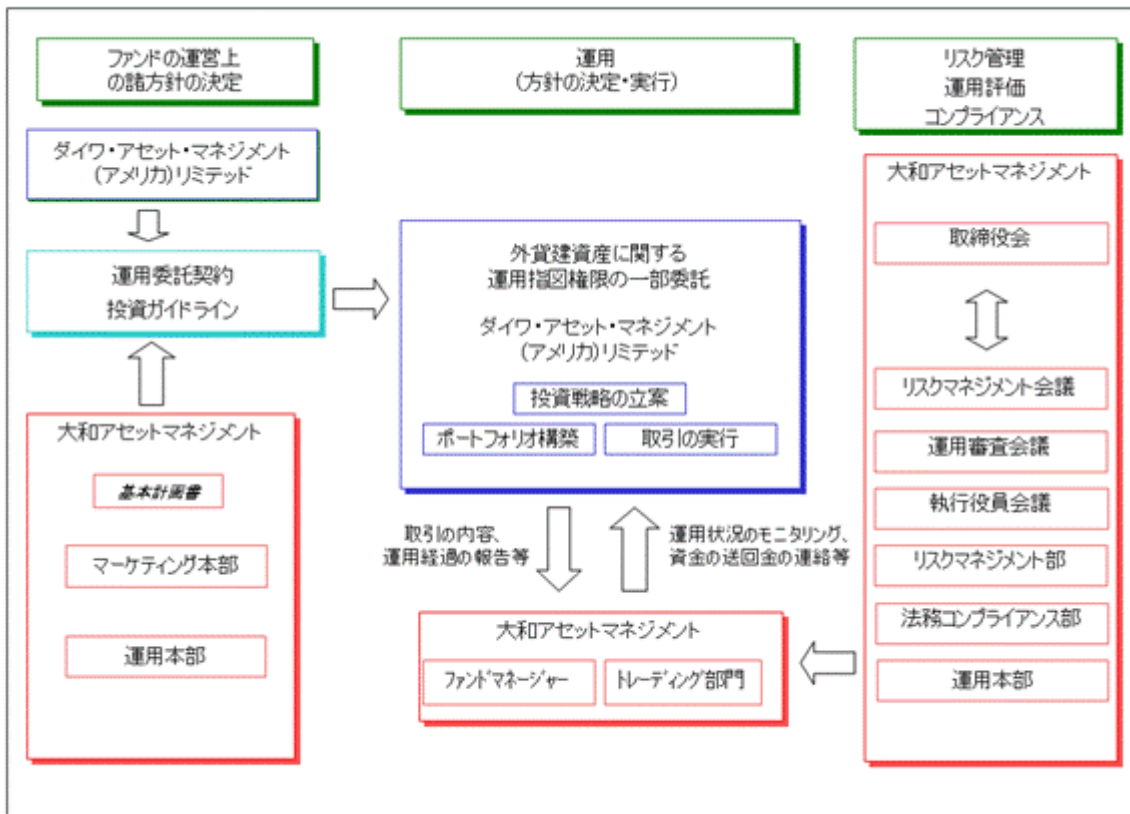 ファンドの運営上
の諸方針の決定
運用
(方針の決定・実行)
リスク管理
運用評価
コンプライアンス
ダイワ・アセット・マネジメント
(アメリカ)リミテッド
運用委託契約
投資ガイドライン
大和アセットマネジメント
基本計画書
マーケティング本部
運用本部
外貨建資産に関する
運用指図権限の一部委託
ダイワ・アセット・マネジメント
(アメリカ)リミテッド
投資戦略の立案
ポートフォリオ構築
取引の実行
取引の内容、
運用経過の報告等
運用状況のモニタリング、
資金の送回金の連絡等
大和アセットマネジメント
ファンドマネージャー
トレーディング部門
大和アセットマネジメント
取締役会
リスクマネジメント会議
運用審査会議
執行役員会議
リスクマネジメント部
法務コンプライアンス部
運用本部